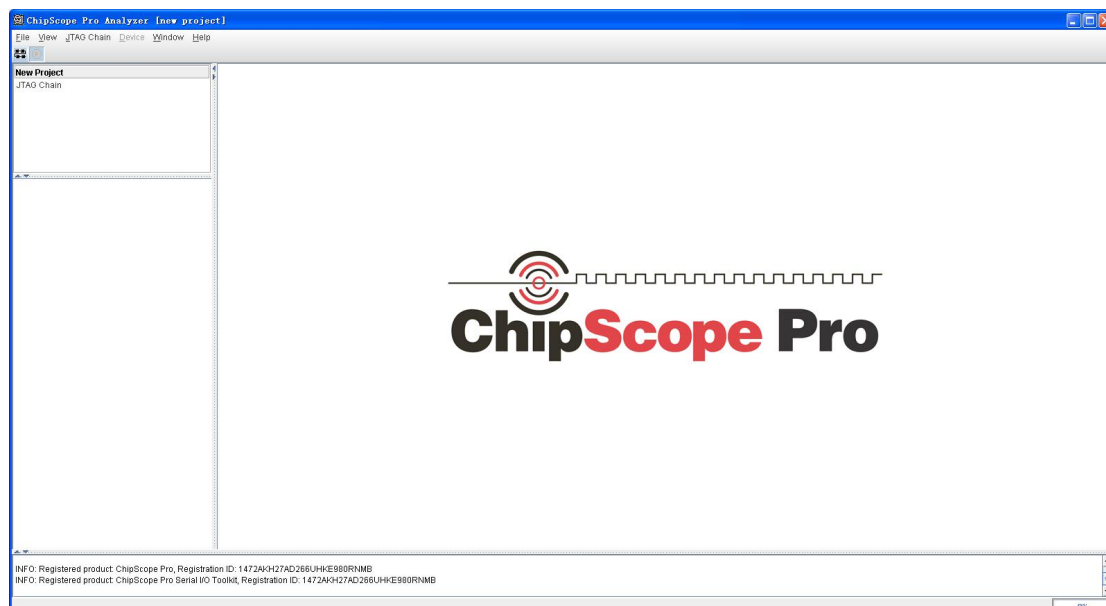 ChipScope Pro Analyzer [new project]
File View JTAG Chain Device Window Help
New Project
JTAG Chain
ChipScope Pro
INFO: Registered product: ChipScope Pro, Registration ID: 1472AKH27AD266UHKE980RNMB
INFO: Registered product: ChipScope Pro Serial I/O Toolkit, Registration ID: 1472AKH27AD266UHKE980RNMB